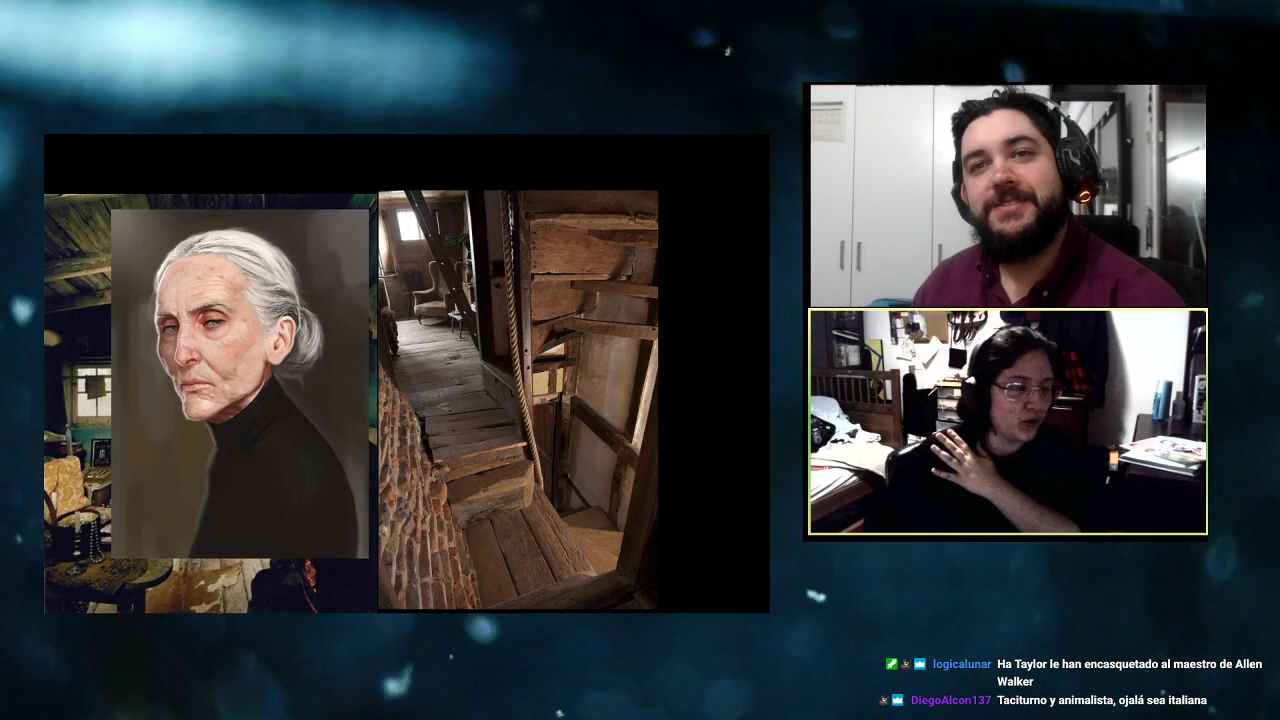 logicalunar Ha Taylor le han encasquetado al maestro de Allen
Walker
DiegoAlcon137 Taciturno y animalista, ojalá sea italiana